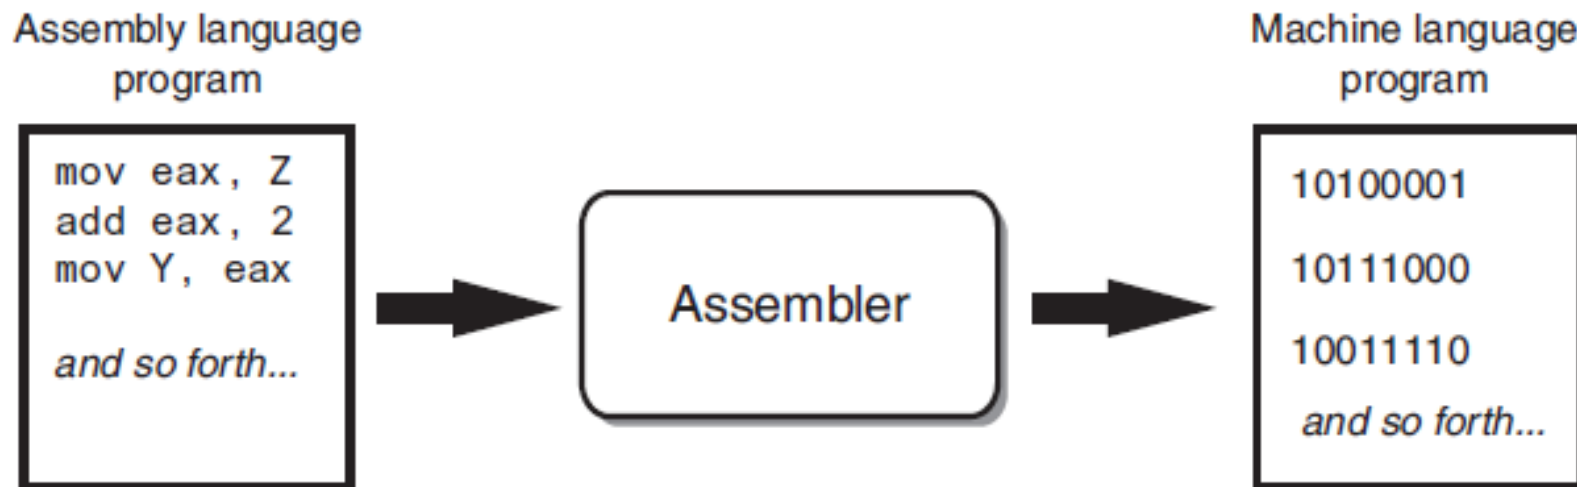 Assembly language
program
mov eax, Z
add eax, 2
mov Y, eax
and so forth...
Assembler
Machine language
program
10100001
10111000
10011110
and so forth...